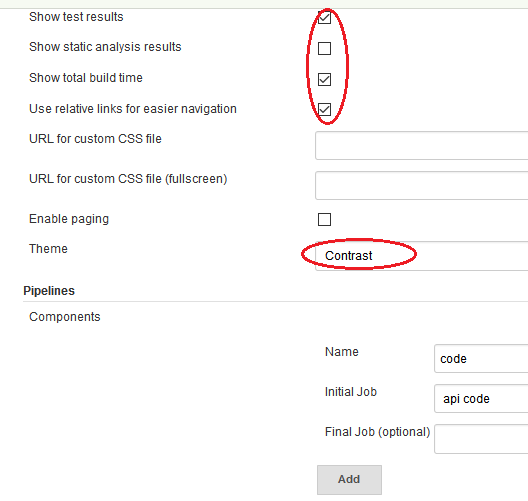 Show test results
Show static analysis results
Show total build time
Use relative links for easier navigation
URL for custom CSS file
URL for custom CSS file (fullscreen)
Enable paging
Theme Contrast
Pipelines
Components
Name code
Initial Job api code
Final Job (optional)
Add